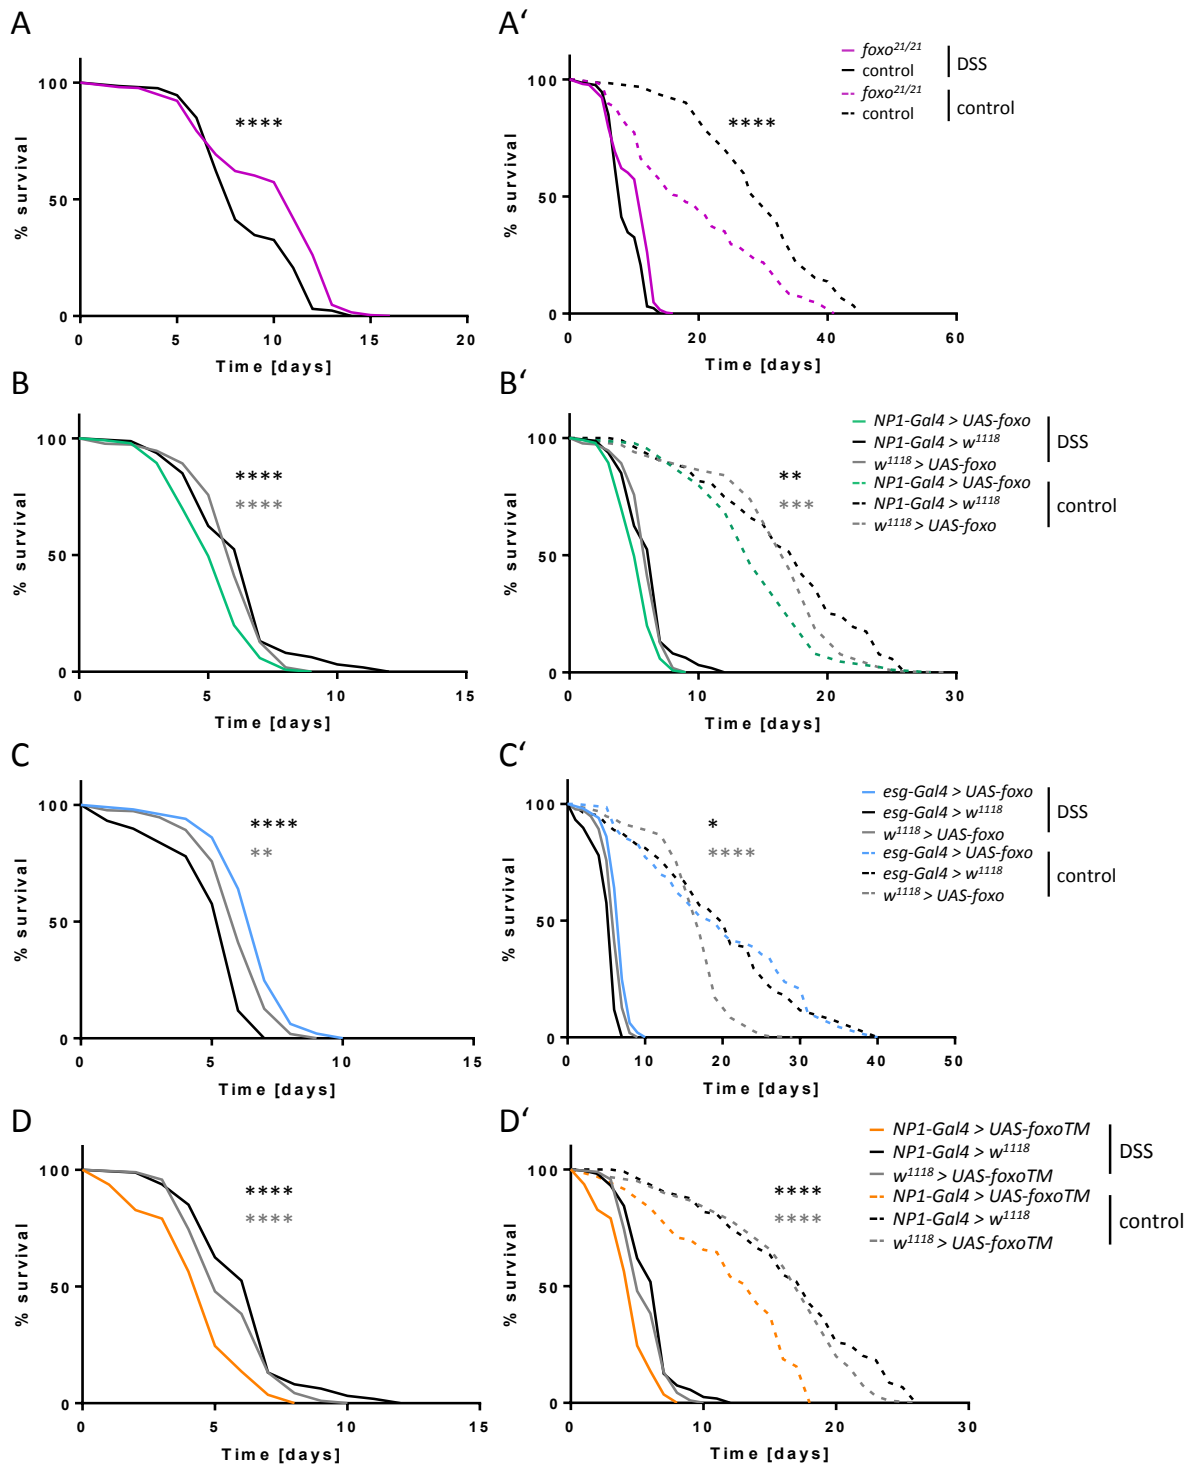 A
A‘
foxo21/21
control
DSS
foxo21/21
control
control
100
50
0
% survival
****
0 5 10 15 20
Time [days]
100
50
0
% survival
****
0 20 40 60
Time [days]
B
B‘
100
50
0
% survival
****
****
0 5 10 15
Time [days]
100
50
0
% survival
**
***
0 10 20 30
Time [days]
NP1-Gal4 > UAS-foxo
NP1-Gal4 > w1118
w1118 > UAS-foxo
DSS
NP1-Gal4 > UAS-foxo
NP1-Gal4 > w1118
w1118 > UAS-foxo
control
C
C‘
100
50
0
% survival
****
**
0 5 10 15
Time [days]
100
50
0
% survival
*
****
0 10 20 30 40 50
Time [days]
esg-Gal4 > UAS-foxo
esg-Gal4 > w1118
w1118 > UAS-foxo
DSS
esg-Gal4 > UAS-foxo
esg-Gal4 > w1118
w1118 > UAS-foxo
control
D
D‘
100
50
0
% survival
****
****
0 5 10 15
Time [days]
100
50
0
% survival
****
****
0 10 20 30
Time [days]
NP1-Gal4 > UAS-foxoTM
NP1-Gal4 > w1118
w1118 > UAS-foxoTM
DSS
NP1-Gal4 > UAS-foxoTM
NP1-Gal4 > w1118
w1118 > UAS-foxoTM
control